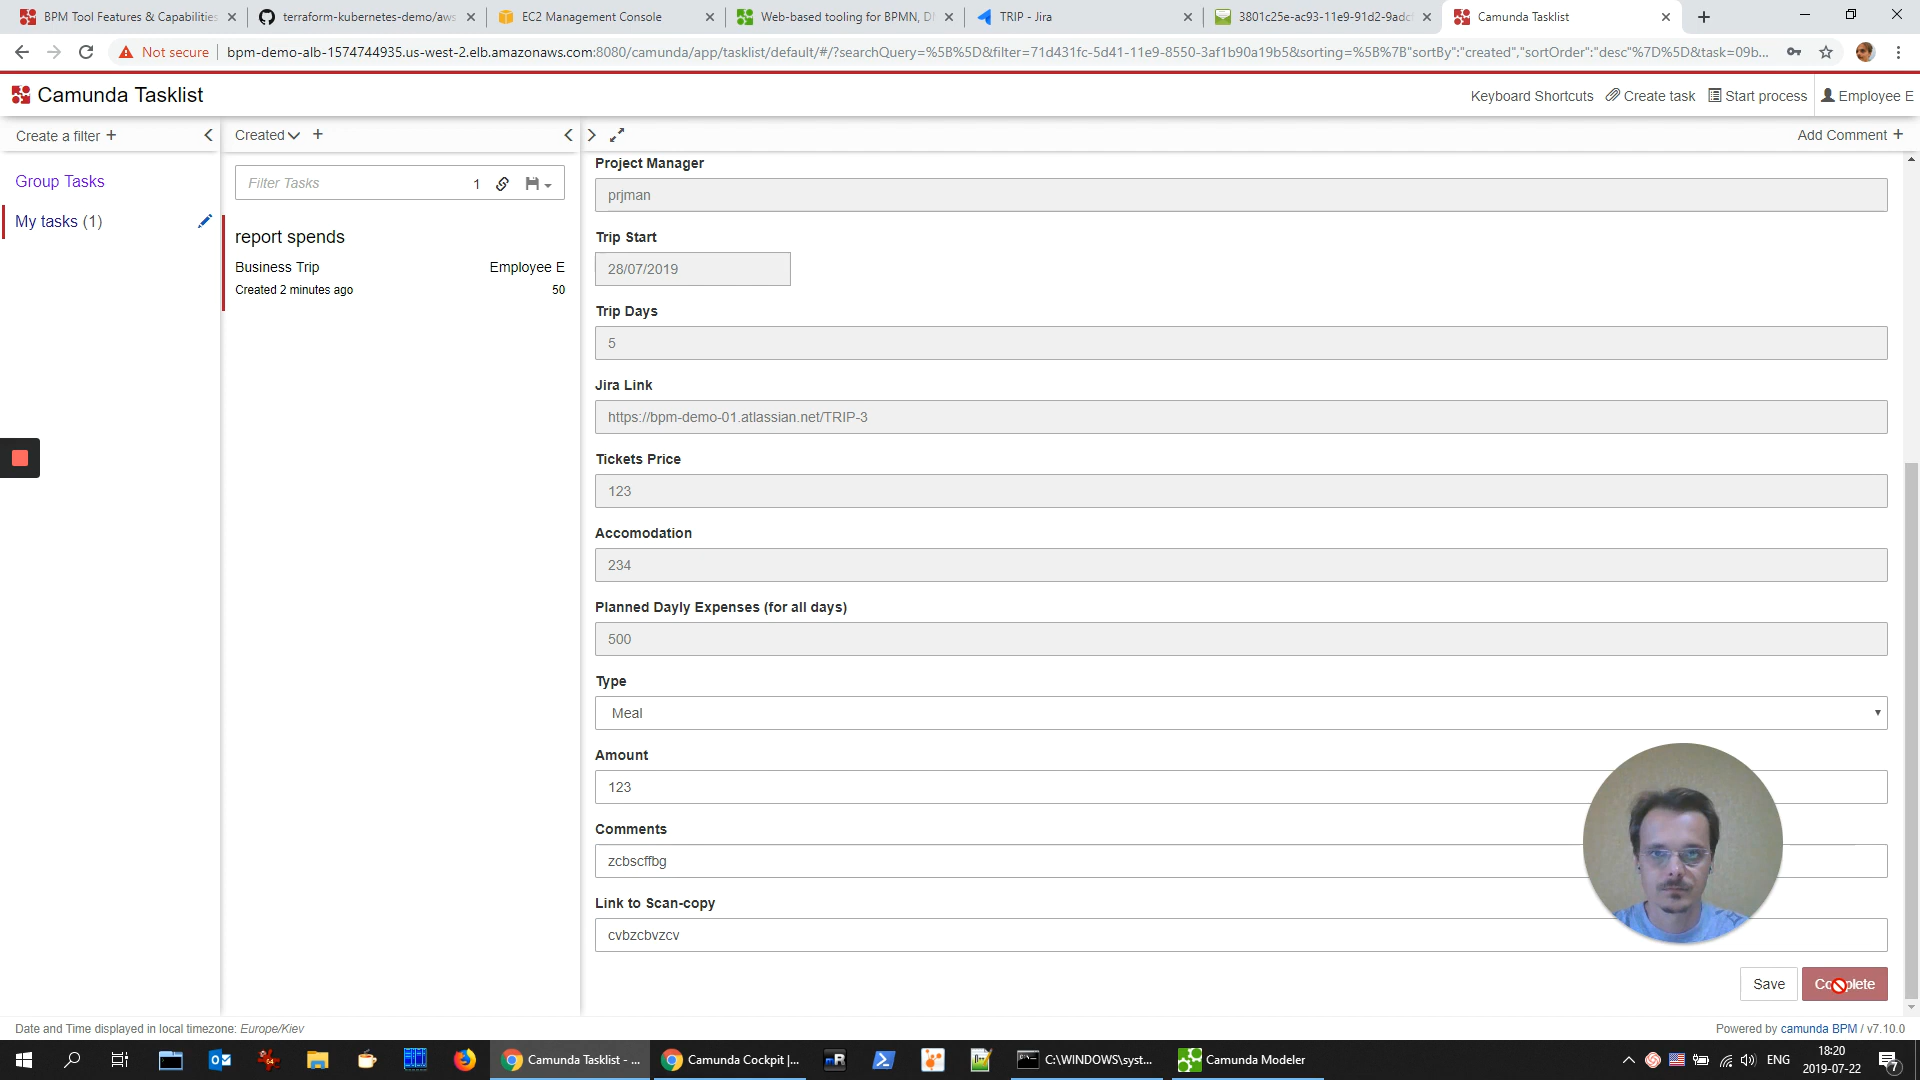 BPM Tool Features & Capabilities
terraform-kubernetes-demo/aws
EC2 Management Console
Web-based tooling for BPMN, D
TRIP - Jira
3801c25e-ac93-11e9-91d2-9adc
Camunda Tasklist
Not secure
bpm-demo-alb-1574744935.us-west-2.elb.amazonaws.com:8080/camunda/app/tasklist/default/#/?searchQuery=%5B%5D&filter=71d431fc-5d41-11e9-8550-3af1b90a19b5&sorting=%5B%7B"sortBy":"created","sortOrder":"desc"%7D%5D&task=09b...
Camunda Tasklist
Keyboard Shortcuts
Create task
Start process
Employee E
Create a filter +
Created
Add Comment +
Group Tasks
My tasks (1)
Filter Tasks
1
report spends
Business Trip
Employee E
Created 2 minutes ago
50
Project Manager
prjman
Trip Start
28/07/2019
Trip Days
5
Jira Link
https://bpm-demo-01.atlassian.net/TRIP-3
Tickets Price
123
Accomodation
234
Planned Dayly Expenses (for all days)
500
Type
Meal
Amount
123
Comments
zcbscffbg
Link to Scan-copy
cvbzcbvzcv
Save
Complete
Date and Time displayed in local timezone: Europe/Kiev
Powered by camunda BPM / v7.10.0
Camunda Tasklist - ...
Camunda Cockpit |...
mR
C:\WINDOWS\syst...
Camunda Modeler
ENG
18:20
2019-07-22
7